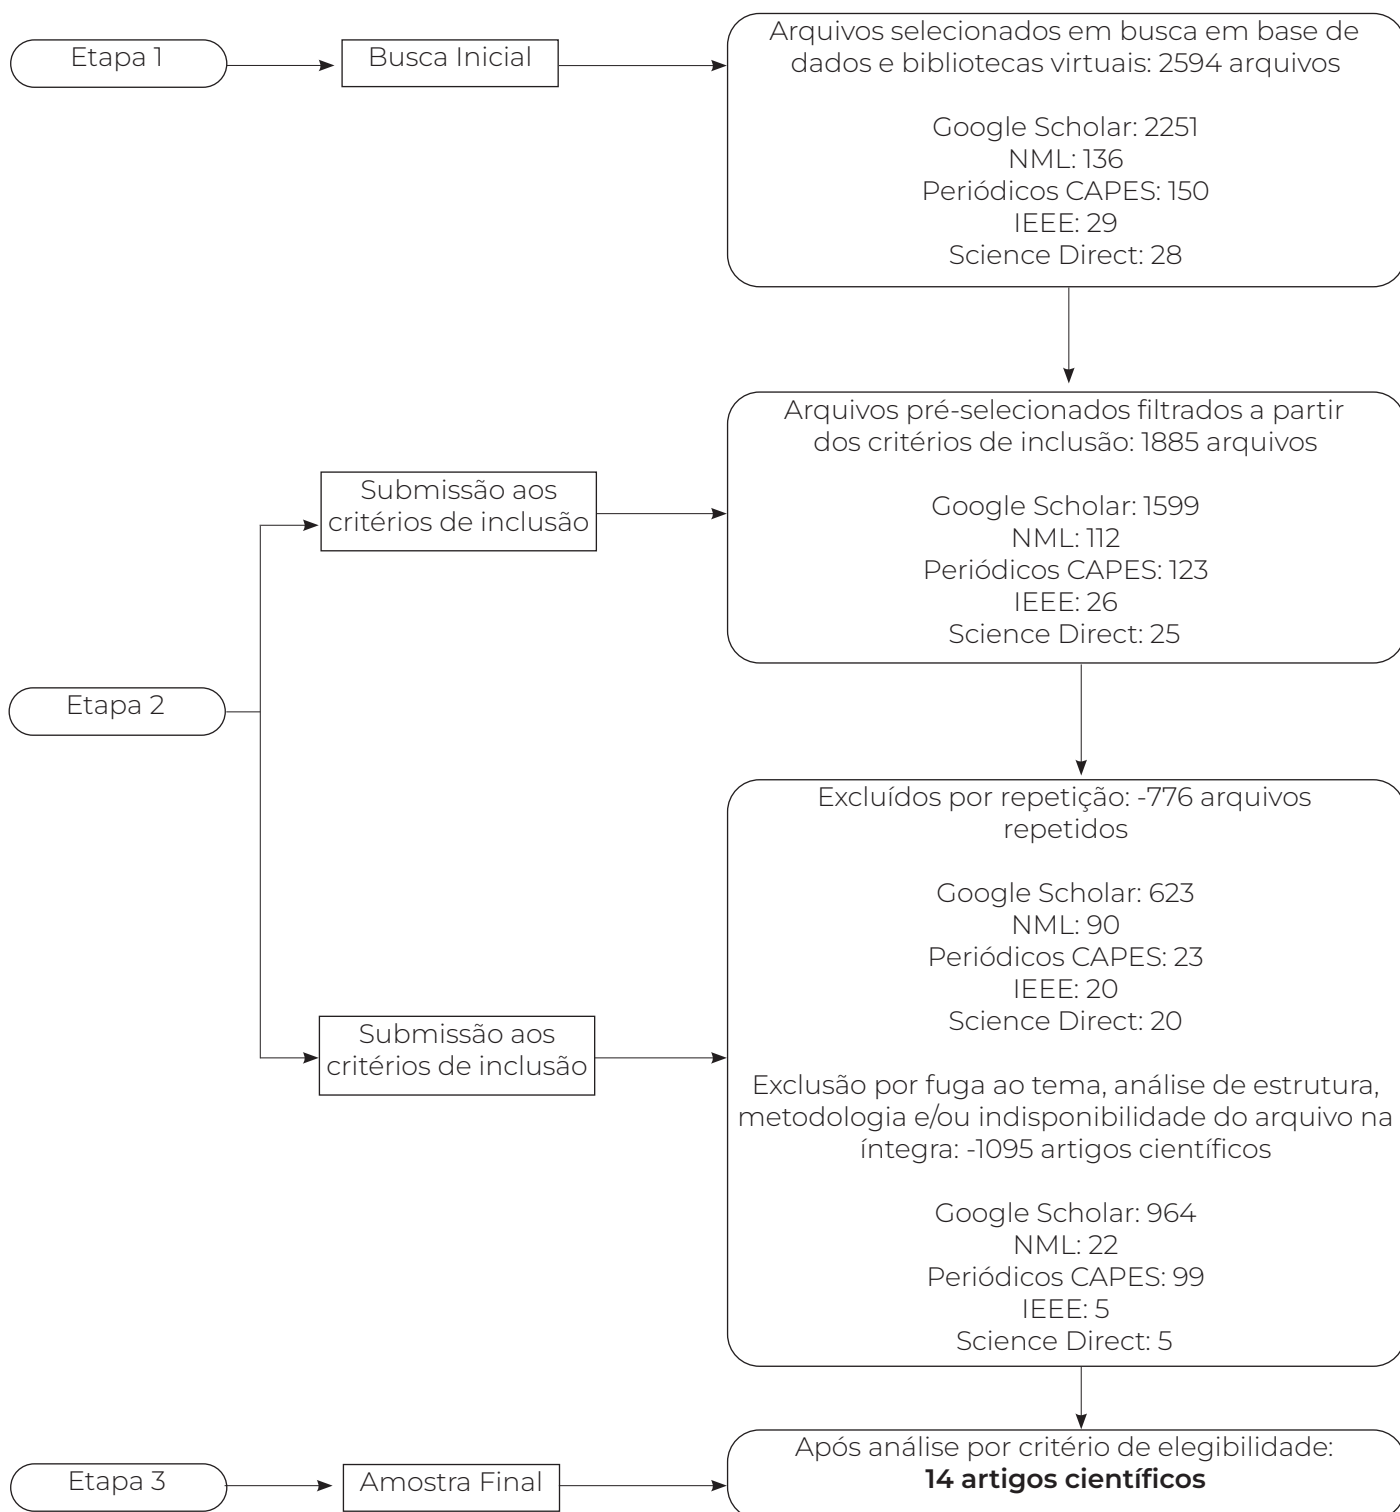 Etapa 1
Busca Inicial
Arquivos selecionados em busca em base de
dados e bibliotecas virtuais: 2594 arquivos
Google Scholar: 2251
NML: 136
Periódicos CAPES: 150
IEEE: 29
Science Direct: 28
Etapa 2
Submissão aos
critérios de inclusão
Arquivos pré-selecionados filtrados a partir
dos critérios de inclusão: 1885 arquivos
Google Scholar: 1599
NML: 112
Periódicos CAPES: 123
IEEE: 26
Science Direct: 25
Submissão aos
critérios de inclusão
Excluídos por repetição: -776 arquivos
repetidos
Google Scholar: 623
NML: 90
Periódicos CAPES: 23
IEEE: 20
Science Direct: 20
Exclusão por fuga ao tema, análise de estrutura,
metodologia e/ou indisponibilidade do arquivo na
íntegra: -1095 artigos científicos
Google Scholar: 964
NML: 22
Periódicos CAPES: 99
IEEE: 5
Science Direct: 5
Etapa 3
Amostra Final
Após análise por critério de elegibilidade:
14 artigos científicos